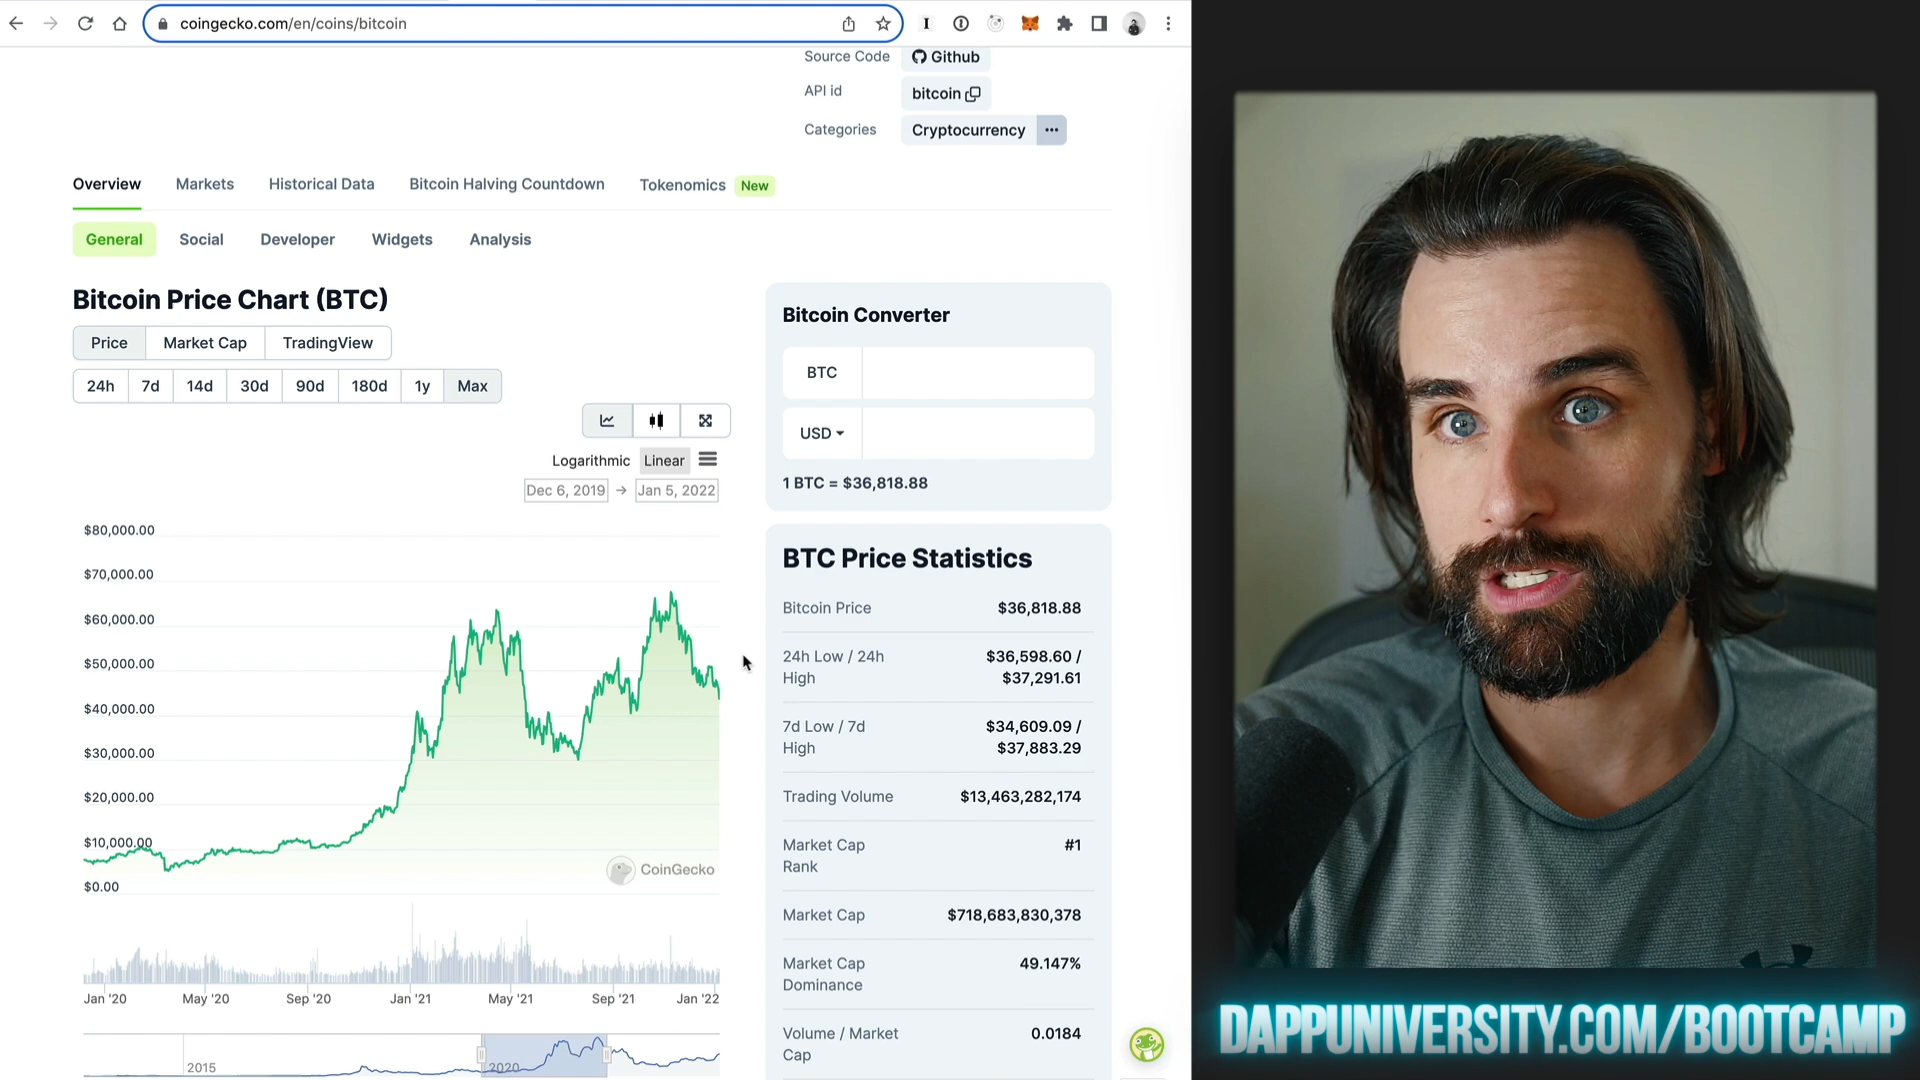 coingecko.com/en/coins/bitcoin
Source Code
Github
API id
bitcoin
Categories
Cryptocurrency
Overview
Markets
Historical Data
Bitcoin Halving Countdown
Tokenomics
New
General
Social
Developer
Widgets
Analysis
Bitcoin Price Chart (BTC)
Price
Market Cap
TradingView
24h
7d
14d
30d
90d
180d
1y
Max
Logarithmic
Linear
Dec 6, 2019
→
Jan 5, 2022
$80,000.00
$70,000.00
$60,000.00
$50,000.00
$40,000.00
$30,000.00
$20,000.00
$10,000.00
$0.00
CoinGecko
Jan '20
May '20
Sep '20
Jan '21
May '21
Sep '21
Jan '22
2015
2020
Bitcoin Converter
BTC
USD
1 BTC = $36,818.88
BTC Price Statistics
Bitcoin Price
$36,818.88
24h Low / 24h
High
$36,598.60 /
$37,291.61
7d Low / 7d
High
$34,609.09 /
$37,883.29
Trading Volume
$13,463,282,174
Market Cap
Rank
#1
Market Cap
$718,683,830,378
Market Cap
Dominance
49.147%
Volume / Market
Cap
0.0184
DAPPUNIVERSITY.COM/BOOTCAMP